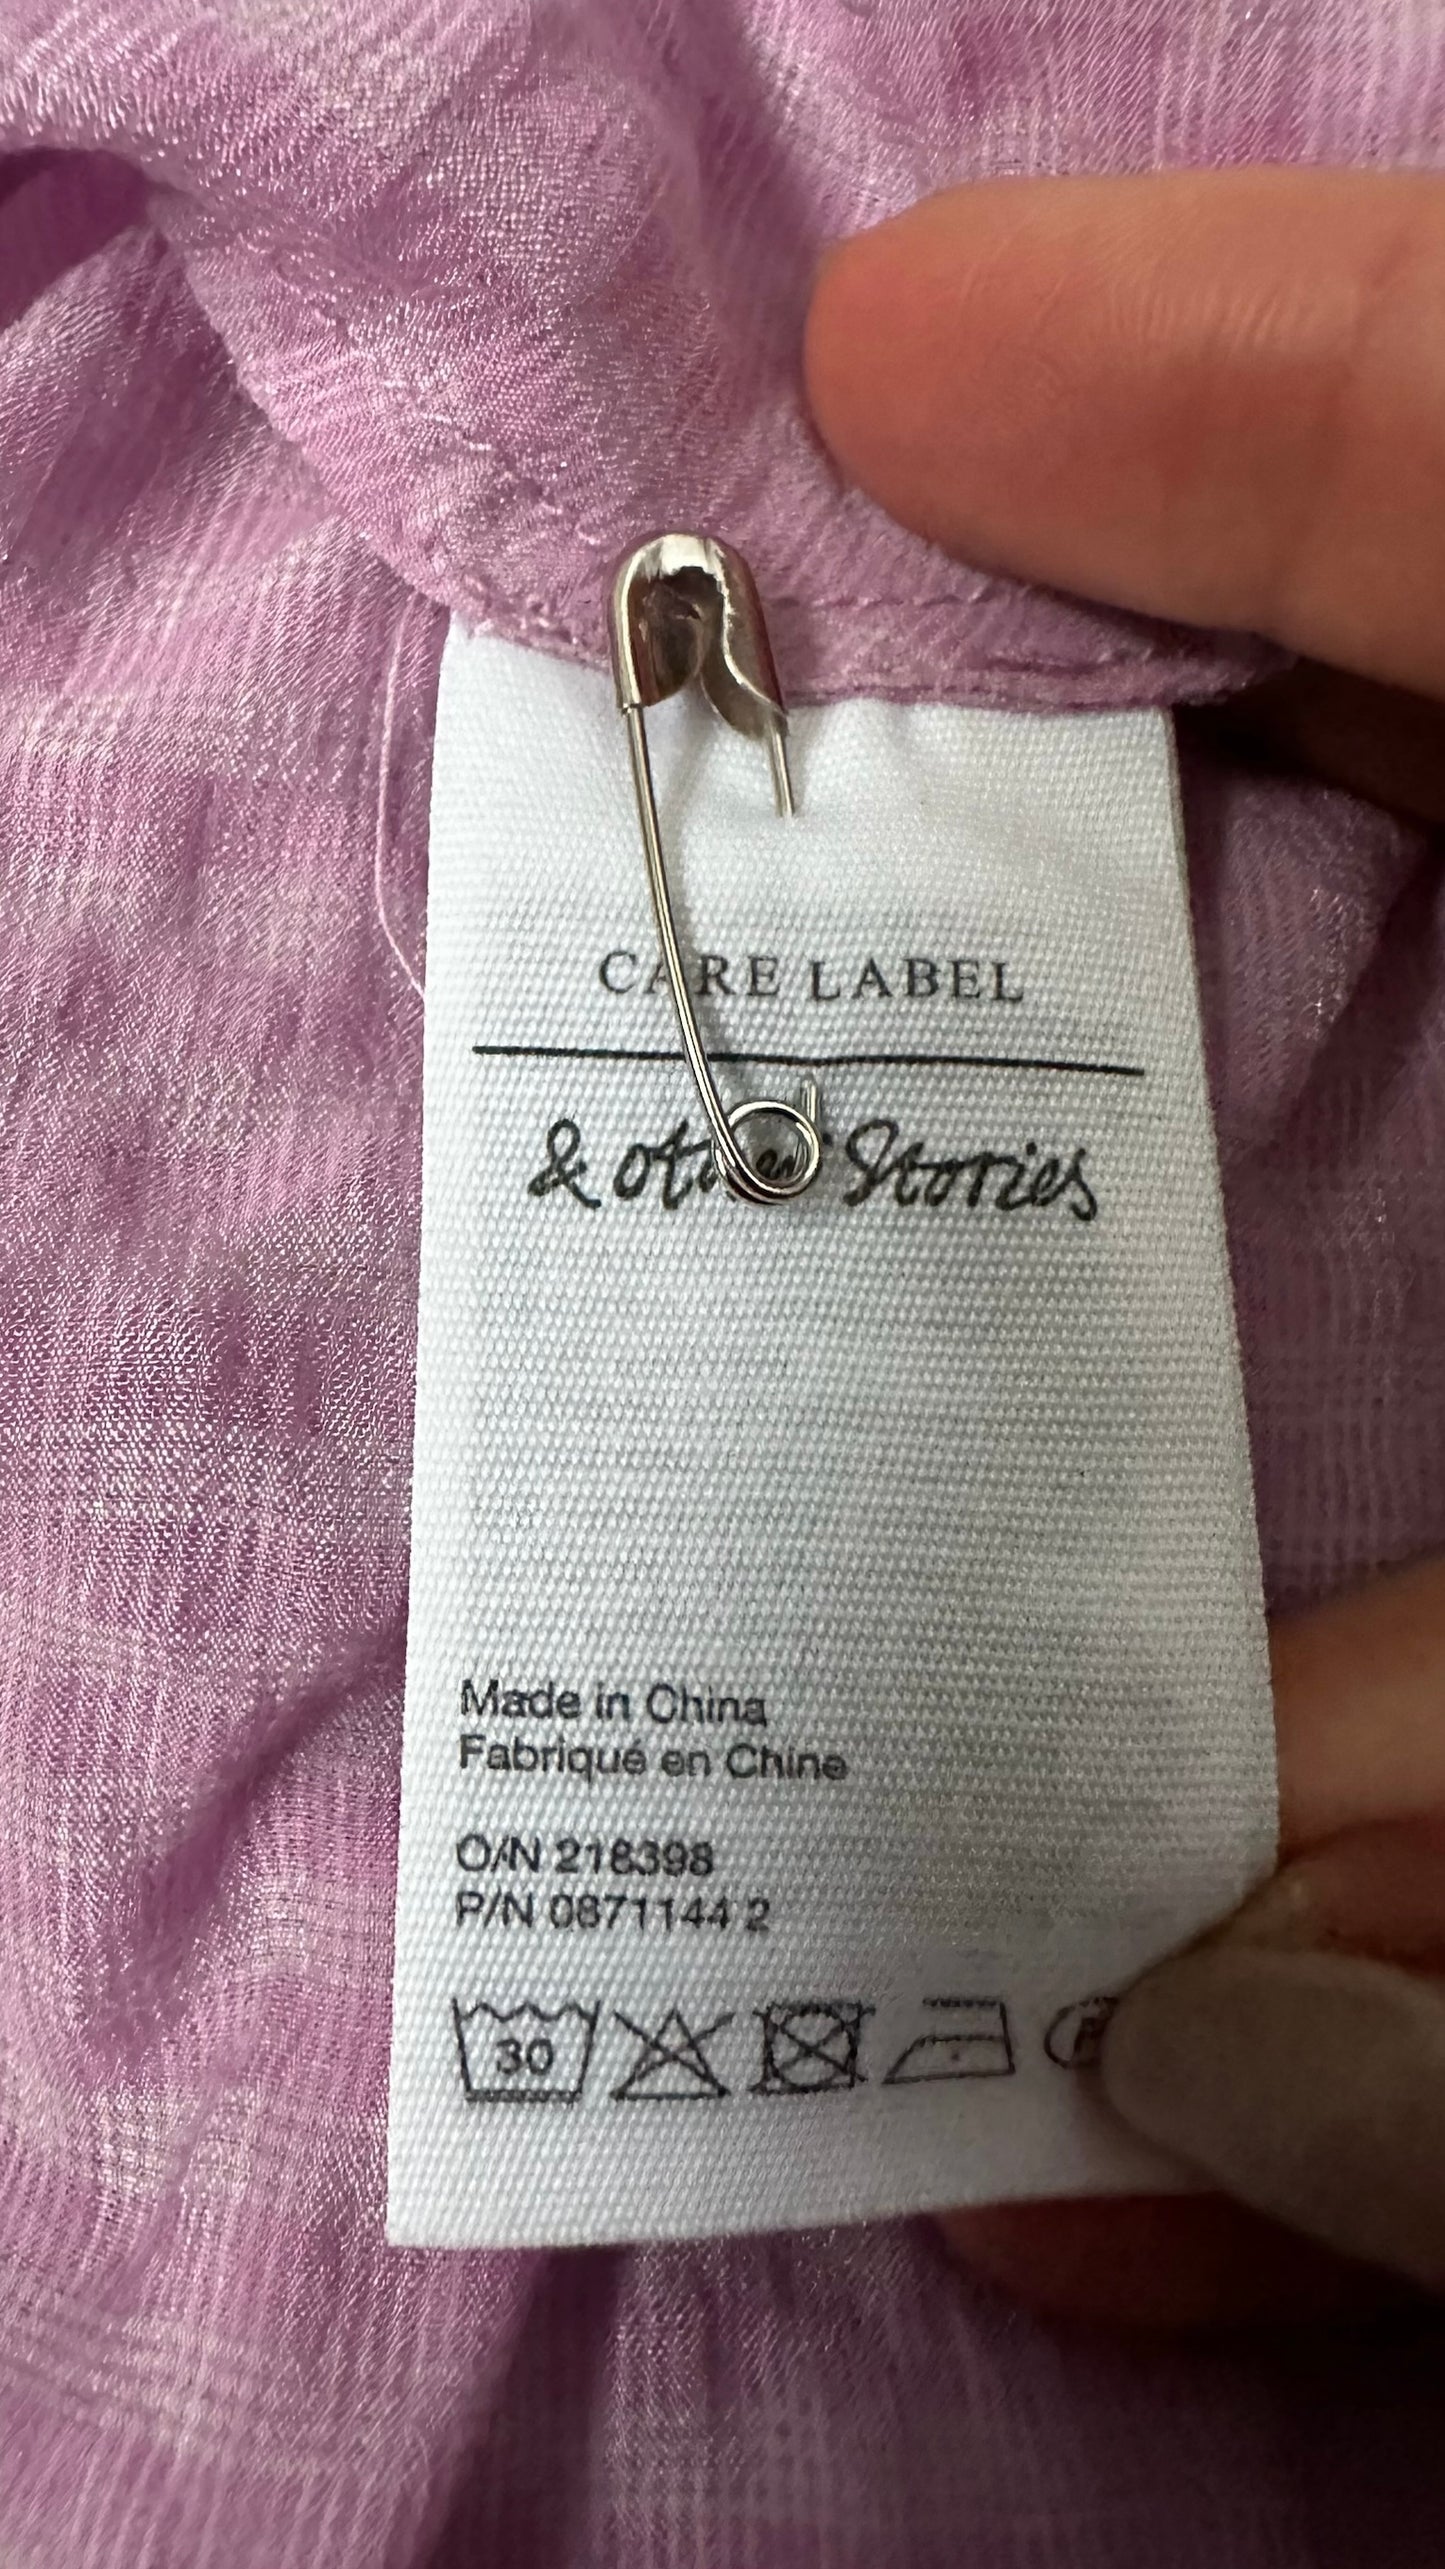 CARE LABEL
& other Stories
Made in China
Fabriqué en Chine
O/N 218398
P/N 0871144 2
30